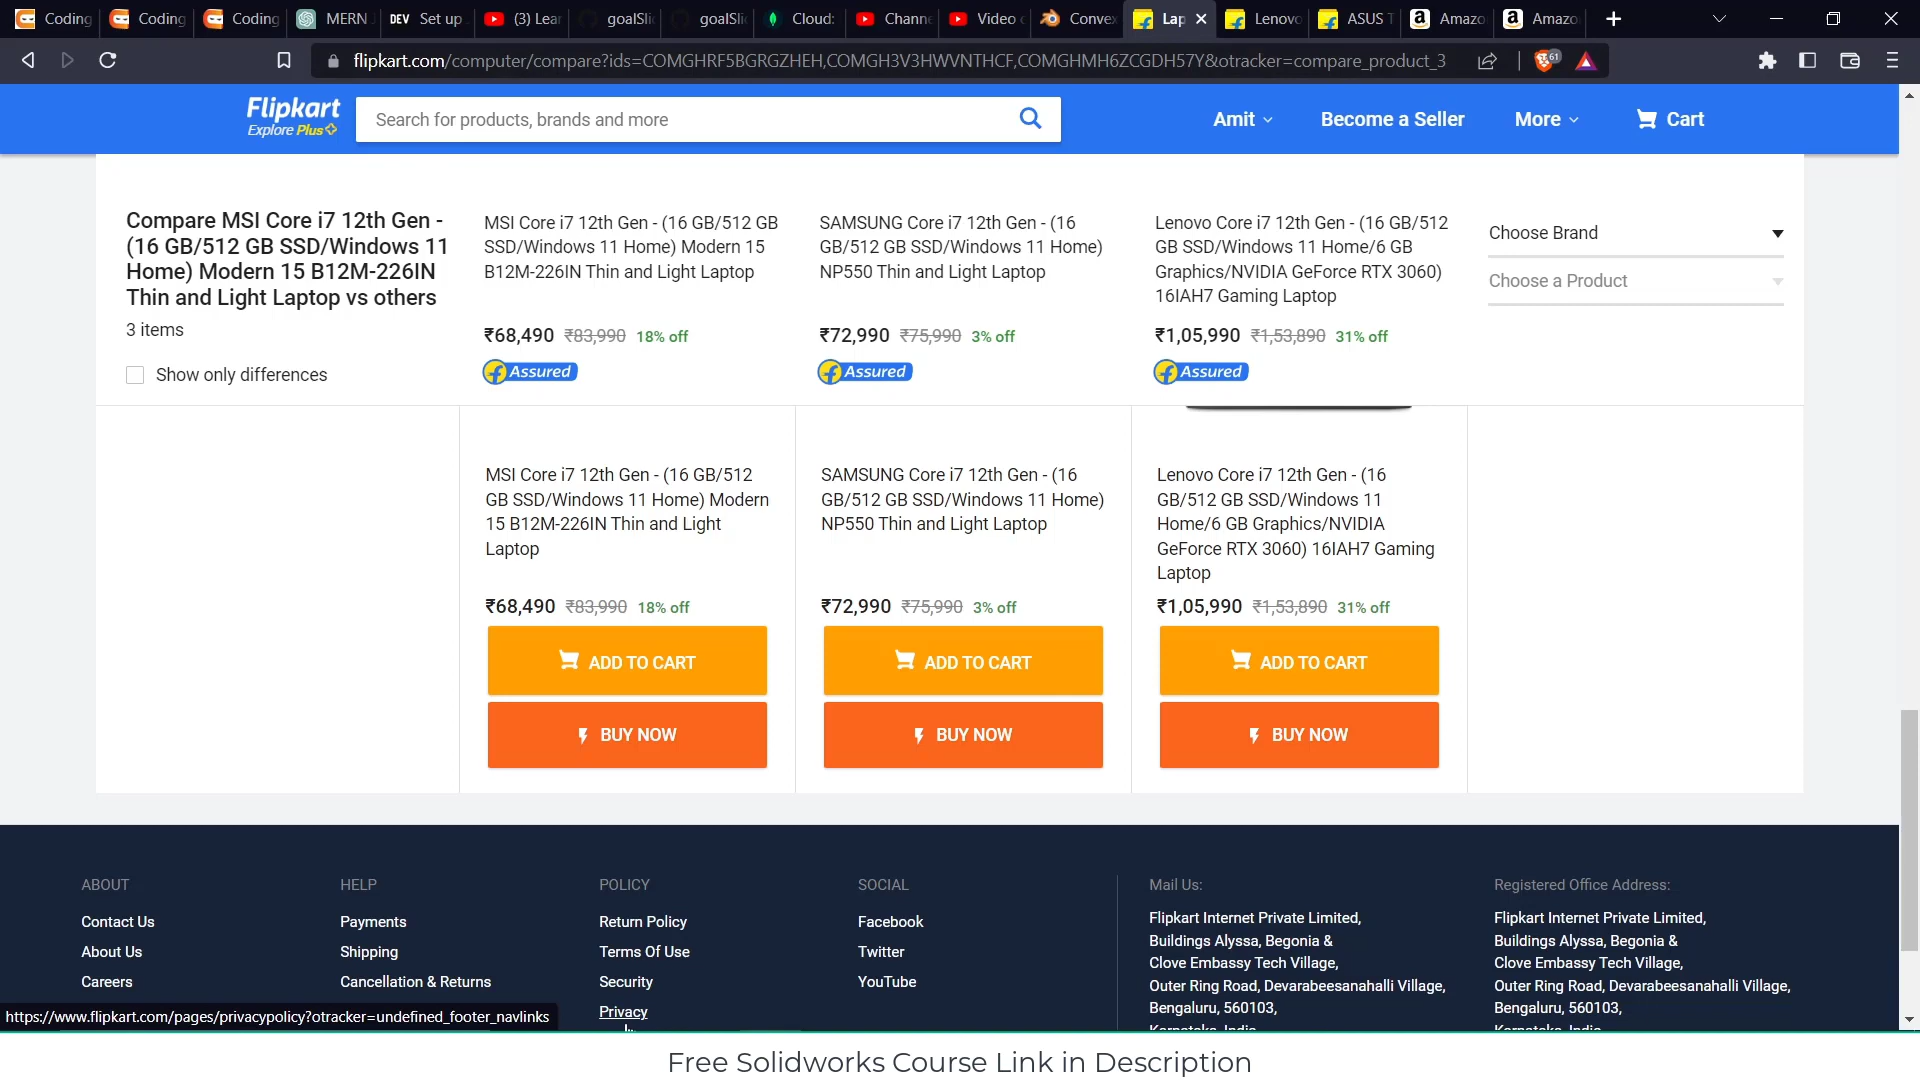 Coding
Coding
Coding
MERN
DEV Set up
(3) Lear
goalSlic
goalSlic
Cloud:
Channe
Video c
Convex
Lap
Lenovo
ASUS T
Amazo
Amazo
flipkart.com/computer/compare?ids=COMGHRF5BGRGZHEH,COMGH3V3HWVNTHCF,COMGHMH6ZCGDH57Y&otracker=compare_product_3
61
Flipkart
Explore Plus
Search for products, brands and more
Amit
Become a Seller
More
Cart
Compare MSI Core i7 12th Gen -
(16 GB/512 GB SSD/Windows 11
Home) Modern 15 B12M-226IN
Thin and Light Laptop vs others
3 items
Show only differences
MSI Core i7 12th Gen - (16 GB/512 GB
SSD/Windows 11 Home) Modern 15
B12M-226IN Thin and Light Laptop
₹68,490 ₹83,990 18% off
Assured
SAMSUNG Core i7 12th Gen - (16
GB/512 GB SSD/Windows 11 Home)
NP550 Thin and Light Laptop
₹72,990 ₹75,990 3% off
Assured
Lenovo Core i7 12th Gen - (16 GB/512
GB SSD/Windows 11 Home/6 GB
Graphics/NVIDIA GeForce RTX 3060)
16IAH7 Gaming Laptop
₹1,05,990 ₹1,53,890 31% off
Assured
Choose Brand
Choose a Product
MSI Core i7 12th Gen - (16 GB/512
GB SSD/Windows 11 Home) Modern
15 B12M-226IN Thin and Light
Laptop
₹68,490 ₹83,990 18% off
ADD TO CART
BUY NOW
SAMSUNG Core i7 12th Gen - (16
GB/512 GB SSD/Windows 11 Home)
NP550 Thin and Light Laptop
₹72,990 ₹75,990 3% off
ADD TO CART
BUY NOW
Lenovo Core i7 12th Gen - (16
GB/512 GB SSD/Windows 11
Home/6 GB Graphics/NVIDIA
GeForce RTX 3060) 16IAH7 Gaming
Laptop
₹1,05,990 ₹1,53,890 31% off
ADD TO CART
BUY NOW
ABOUT
Contact Us
About Us
Careers
HELP
Payments
Shipping
Cancellation & Returns
POLICY
Return Policy
Terms Of Use
Security
Privacy
SOCIAL
Facebook
Twitter
YouTube
Mail Us:
Flipkart Internet Private Limited,
Buildings Alyssa, Begonia &
Clove Embassy Tech Village,
Outer Ring Road, Devarabeesanahalli Village,
Bengaluru, 560103,
Karnataka, India
Registered Office Address:
Flipkart Internet Private Limited,
Buildings Alyssa, Begonia &
Clove Embassy Tech Village,
Outer Ring Road, Devarabeesanahalli Village,
Bengaluru, 560103,
Karnataka, India
https://www.flipkart.com/pages/privacypolicy?otracker=undefined_footer_navlinks
Free Solidworks Course Link in Description